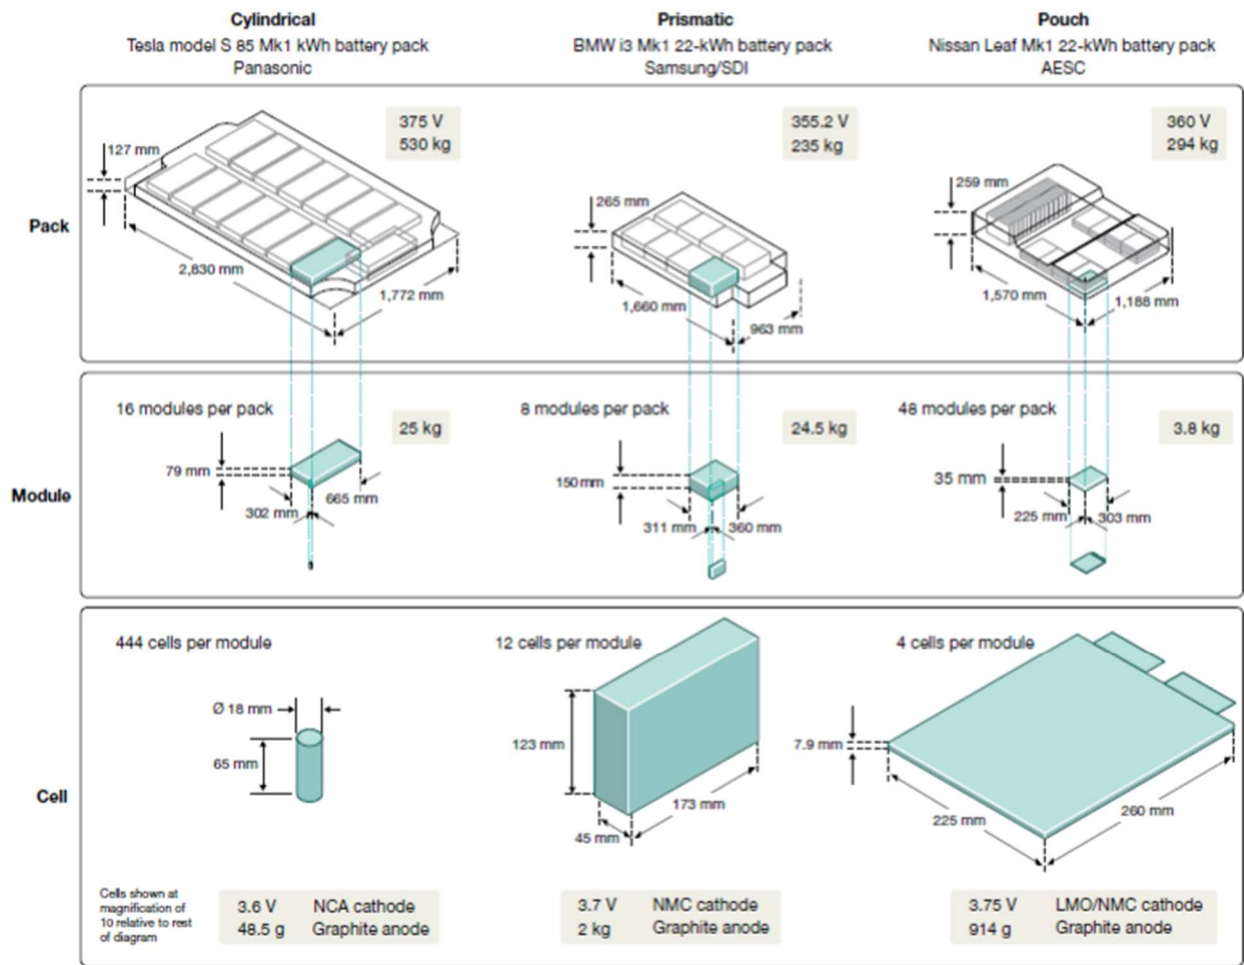 Cylindrical
Tesla model S 85 Mk1 kWh battery pack
Panasonic
Prismatic
BMW i3 Mk1 22-kWh battery pack
Samsung/SDI
Pouch
Nissan Leaf Mk1 22-kWh battery pack
AESC
Pack
375 V
530 kg
127 mm
2,830 mm
1,772 mm
355.2 V
235 kg
265 mm
1,660 mm
963 mm
360 V
294 kg
259 mm
1,570 mm
1,188 mm
Module
16 modules per pack
25 kg
79 mm
302 mm
665 mm
8 modules per pack
24.5 kg
150 mm
311 mm
360 mm
48 modules per pack
3.8 kg
35 mm
225 mm
303 mm
Cell
444 cells per module
Ø 18 mm
65 mm
12 cells per module
123 mm
45 mm
173 mm
4 cells per module
7.9 mm
225 mm
260 mm
Cells shown at
magnification of
10 relative to rest
of diagram
3.6 V NCA cathode
48.5 g Graphite anode
3.7 V NMC cathode
2 kg Graphite anode
3.75 V LMO/NMC cathode
914 g Graphite anode